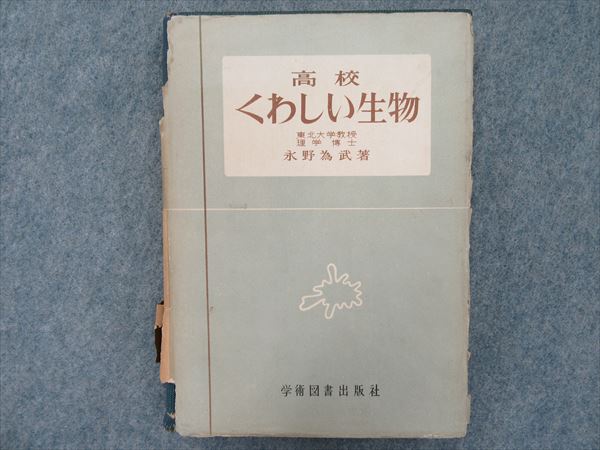 高校
くわしい生物
東北大学教授
理学博士
永野為武著
学術図書出版社